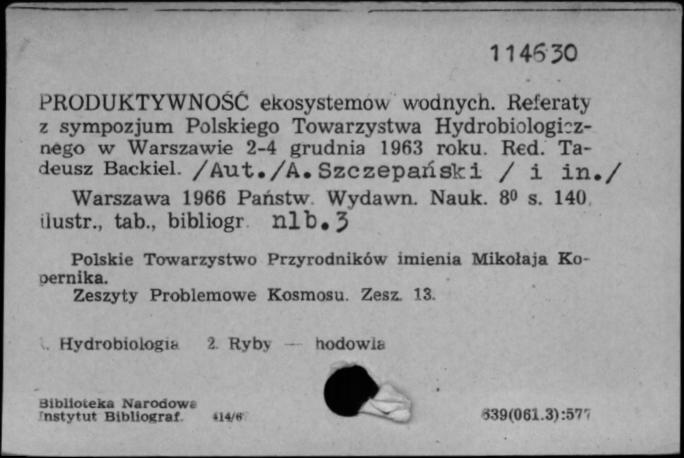 114630
PRODUKTYWNOŚĆ ekosystemów wodnych. Referaty
z sympozjum Polskiego Towarzystwa Hydrobiologicz-
nego w Warszawie 2-4 grudnia 1963 roku. Red. Ta-
deusz Backiel. /Aut./A.Szczepański / i in./
Warszawa 1966 Państw. Wydawn. Nauk. 8⁰ s. 140,
ilustr., tab., bibliogr. nlb.3
Polskie Towarzystwo Przyrodników imienia Mikołaja Ko-
pernika.
Zeszyty Problemowe Kosmosu. Zesz. 13.
1. Hydrobiologia 2. Ryby — hodowla
Biblioteka Narodowa
Instytut Bibliograf. 414/6
639(061.3):577